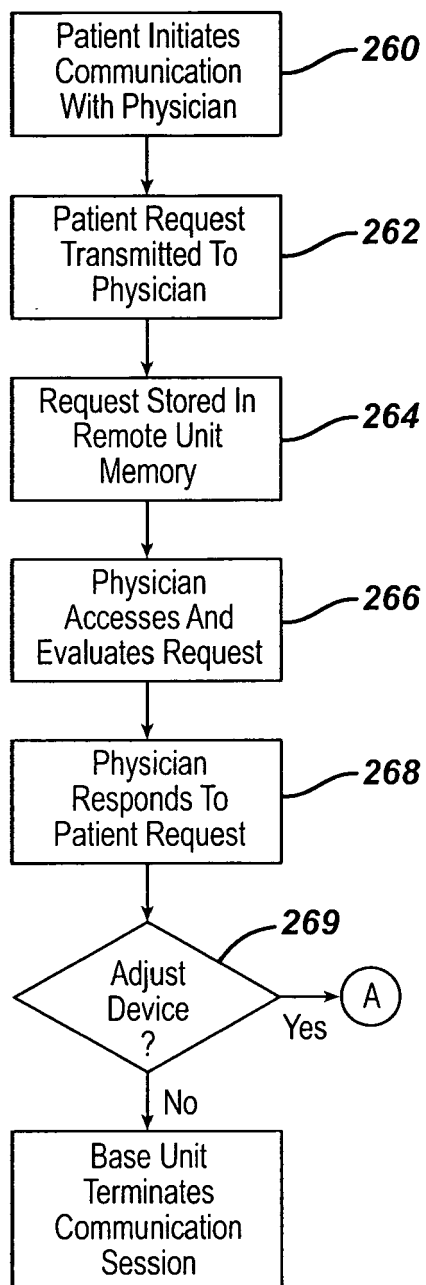 Patient Initiates
Communication
With Physician
260
Patient Request
Transmitted To
Physician
262
Request Stored In
Remote Unit
Memory
264
Physician
Accesses And
Evaluates Request
266
Physician
Responds To
Patient Request
268
269
Adjust
Device
?
Yes
A
No
Base Unit
Terminates
Communication
Session